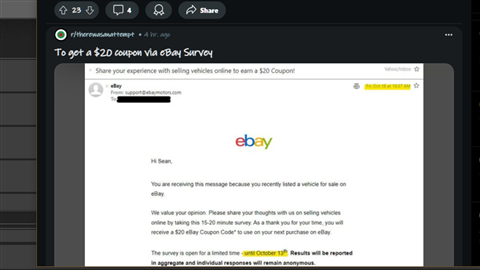 23
4
Share
r/therewasanattempt • 4 hr. ago
To get a $20 coupon via eBay Survey
Share your experience with selling vehicles online to earn a $20 Coupon!
Yahoo/Inbox
eBay
From: support@ebaymotors.com
To:
Fri, Oct 18 at 10:07 AM
ebay
Hi Sean,
You are receiving this message because you recently listed a vehicle for sale on
eBay.
We value your opinion. Please share your thoughts with us on selling vehicles
online by taking this 15-20 minute survey. As a thank you for your time, you will
receive a $20 eBay Coupon Code* to use on your next purchase on eBay.
The survey is open for a limited time - until October 13th. Results will be reported
in aggregate and individual responses will remain anonymous.